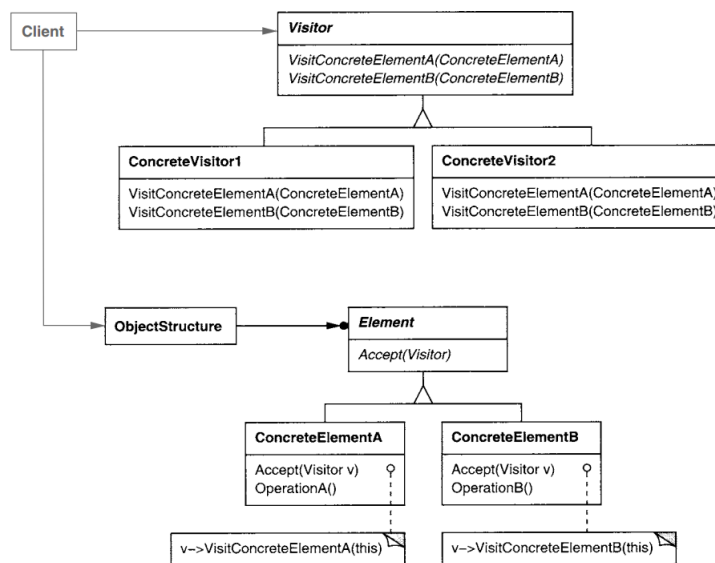 Client
Visitor
VisitConcreteElementA(ConcreteElementA)
VisitConcreteElementB(ConcreteElementB)
ConcreteVisitor1
VisitConcreteElementA(ConcreteElementA)
VisitConcreteElementB(ConcreteElementB)
ConcreteVisitor2
VisitConcreteElementA(ConcreteElementA)
VisitConcreteElementB(ConcreteElementB)
ObjectStructure
Element
Accept(Visitor)
ConcreteElementA
Accept(Visitor v)
OperationA()
ConcreteElementB
Accept(Visitor v)
OperationB()
v–>VisitConcreteElementA(this)
v–>VisitConcreteElementB(this)